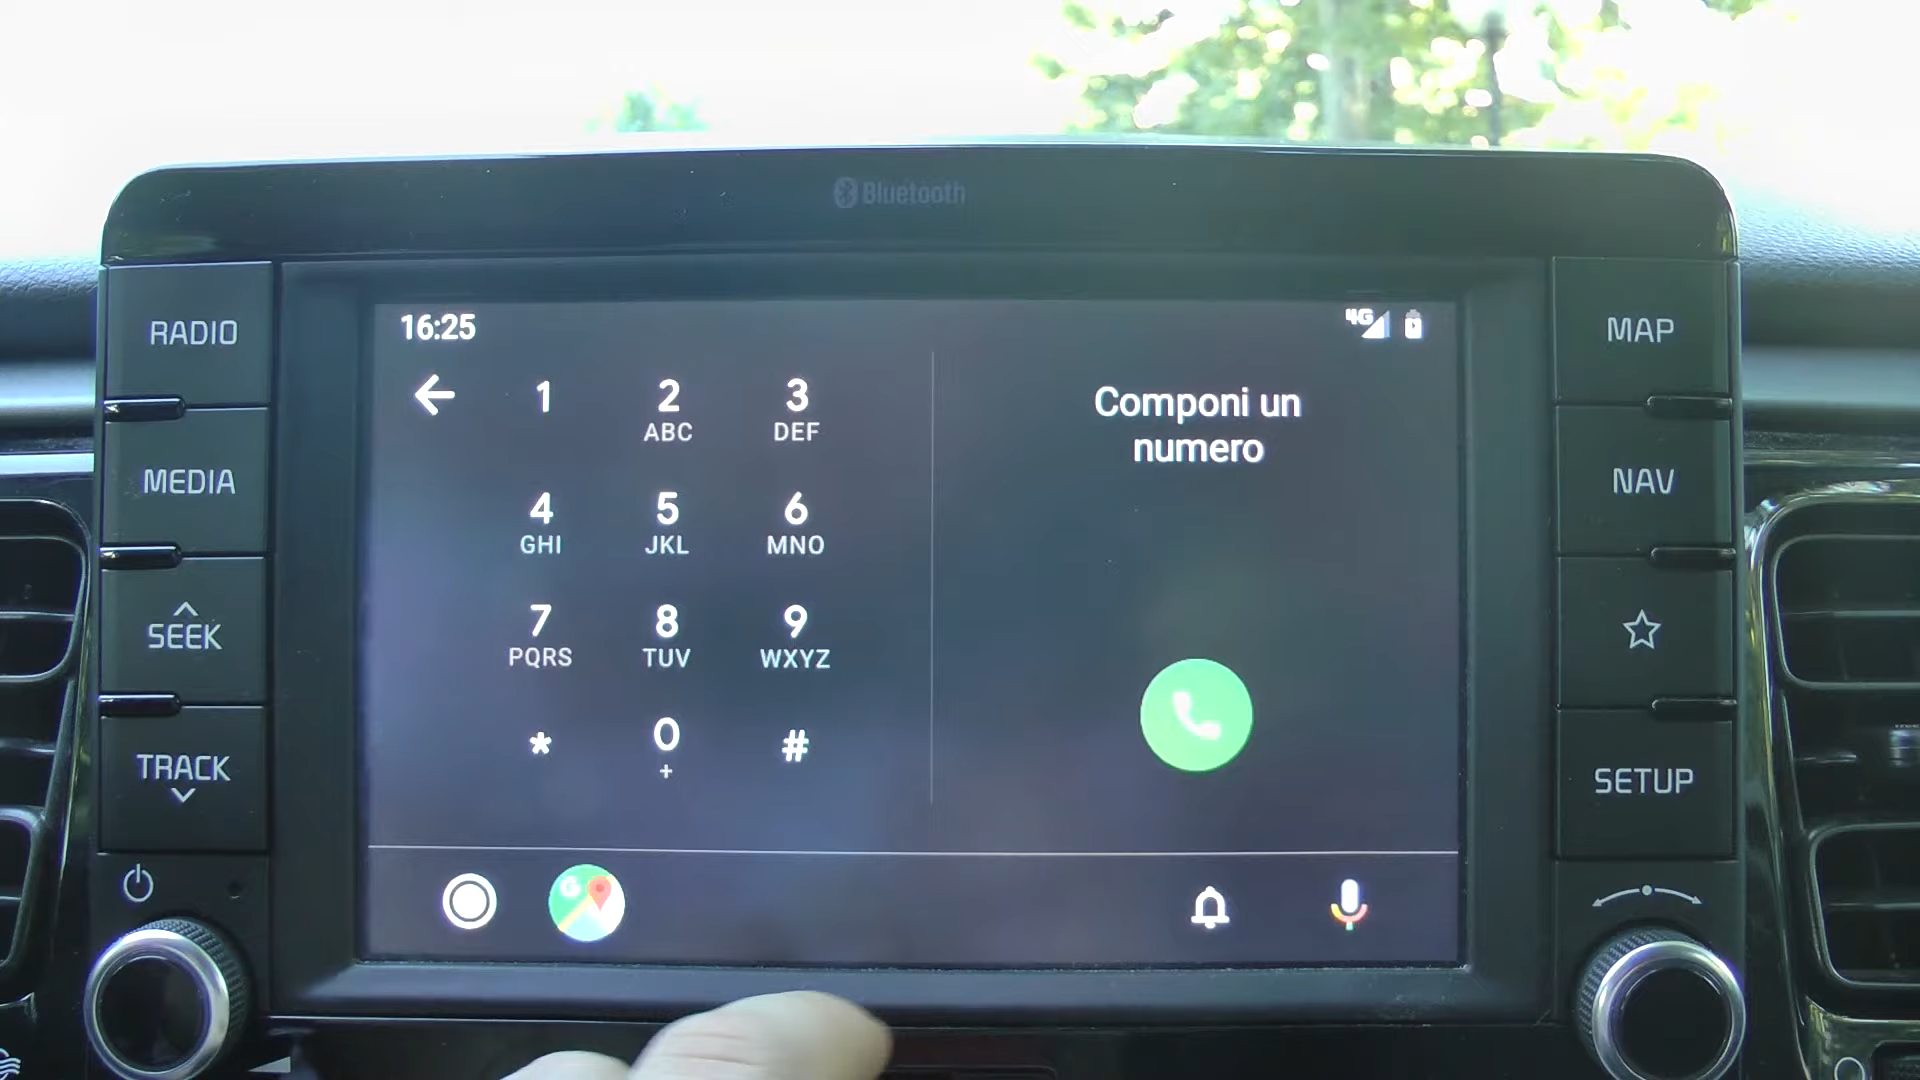 Bluetooth
RADIO
MEDIA
SEEK
TRACK
16:25
4G
1
2
ABC
3
DEF
4
GHI
5
JKL
6
MNO
7
PQRS
8
TUV
9
WXYZ
*
0
+
#
Componi un
numero
G
MAP
NAV
SETUP